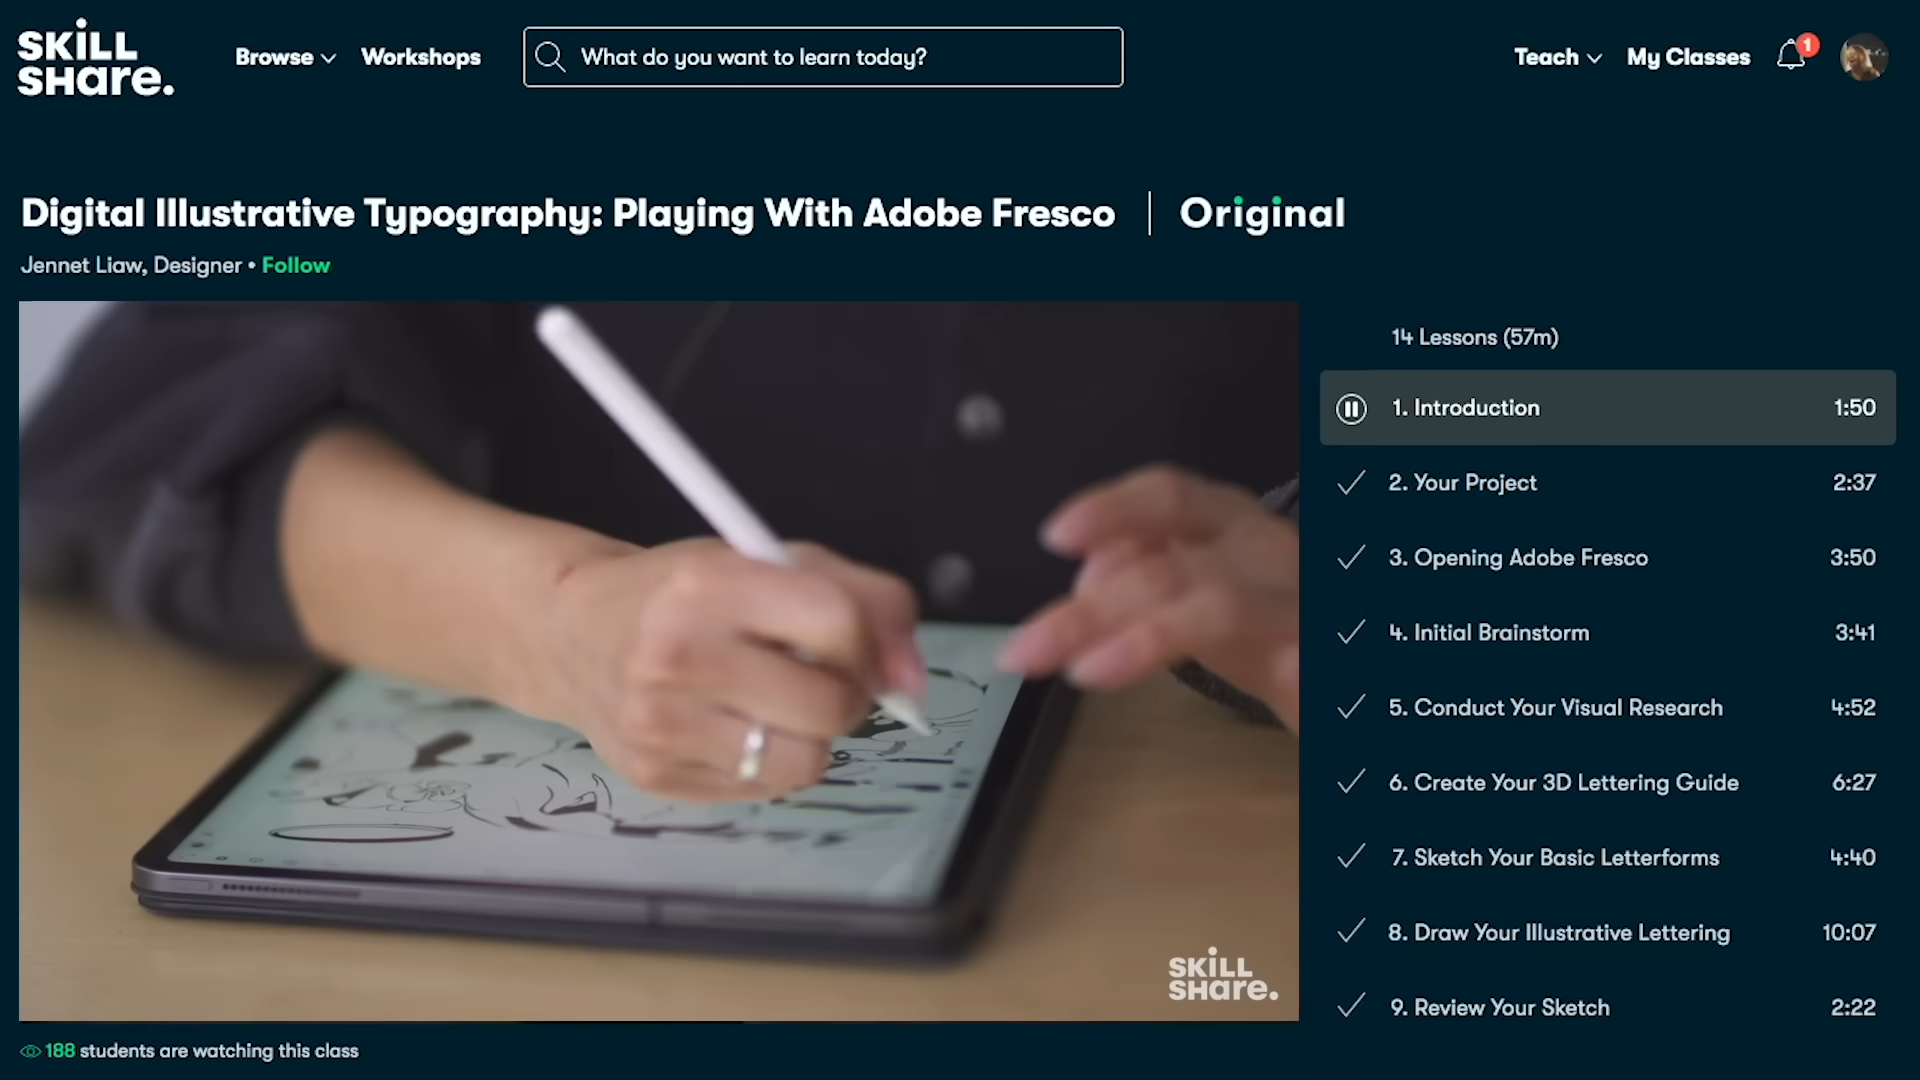 SKILL
SHare.
Browse
Workshops
What do you want to learn today?
Teach
My Classes
1
Digital Illustrative Typography: Playing With Adobe Fresco | Original
Jennet Liaw, Designer • Follow
14 Lessons (57m)
1. Introduction 1:50
2. Your Project 2:37
3. Opening Adobe Fresco 3:50
4. Initial Brainstorm 3:41
5. Conduct Your Visual Research 4:52
6. Create Your 3D Lettering Guide 6:27
7. Sketch Your Basic Letterforms 4:40
8. Draw Your Illustrative Lettering 10:07
9. Review Your Sketch 2:22
SKILL
SHare.
188 students are watching this class